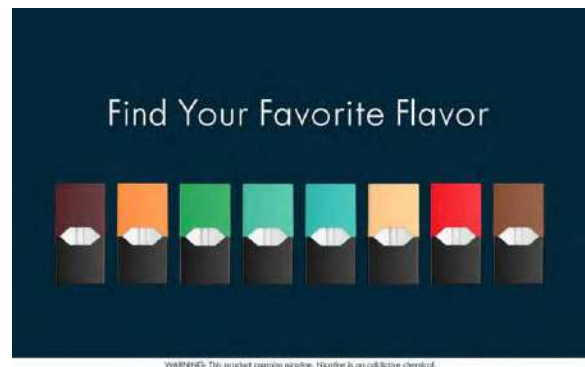 Find Your Favorite Flavor
WARNING: This product contains nicotine. Nicotine is an addictive chemical.